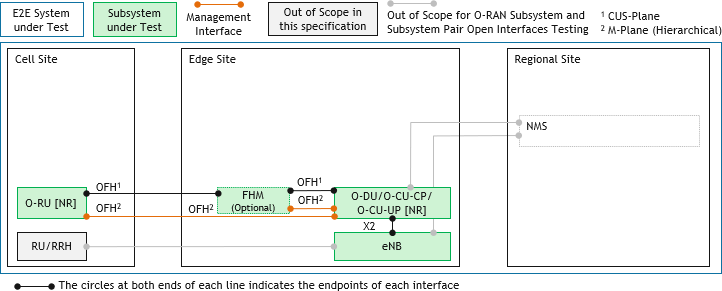 E2E System
under Test
Subsystem
under Test
Management
Interface
Out of Scope in
this specification
Out of Scope for O-RAN Subsystem and
Subsystem Pair Open Interfaces Testing
1 CUS-Plane
2 M-Plane (Hierarchical)
Cell Site
Edge Site
Regional Site
NMS
OFH1
OFH1
O-RU [NR]
FHM
(Optional)
O-DU/O-CU-CP/
O-CU-UP [NR]
OFH2
OFH2
OFH2
X2
RU/RRH
eNB
The circles at both ends of each line indicates the endpoints of each interface